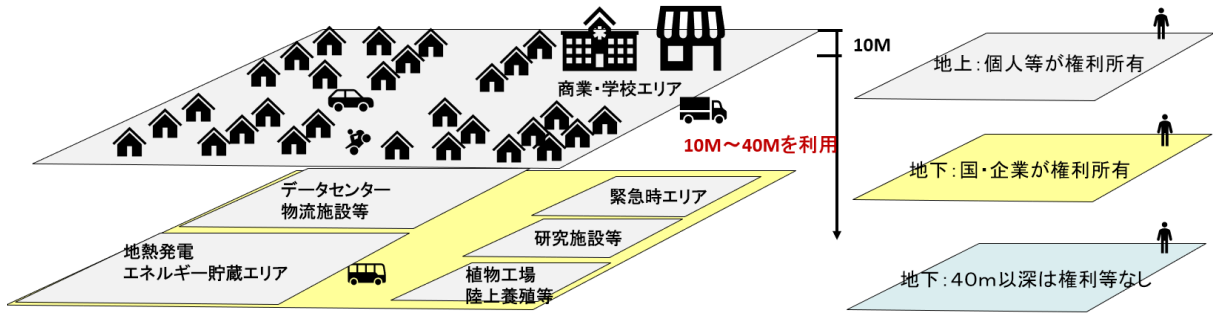 商業・学校エリア
10M
10M～40Mを利用
データセンター
物流施設等
緊急時エリア
研究施設等
地熱発電
エネルギー貯蔵エリア
植物工場
陸上養殖等
地上：個人等が権利所有
地下：国・企業が権利所有
地下：40ｍ以深は権利等なし